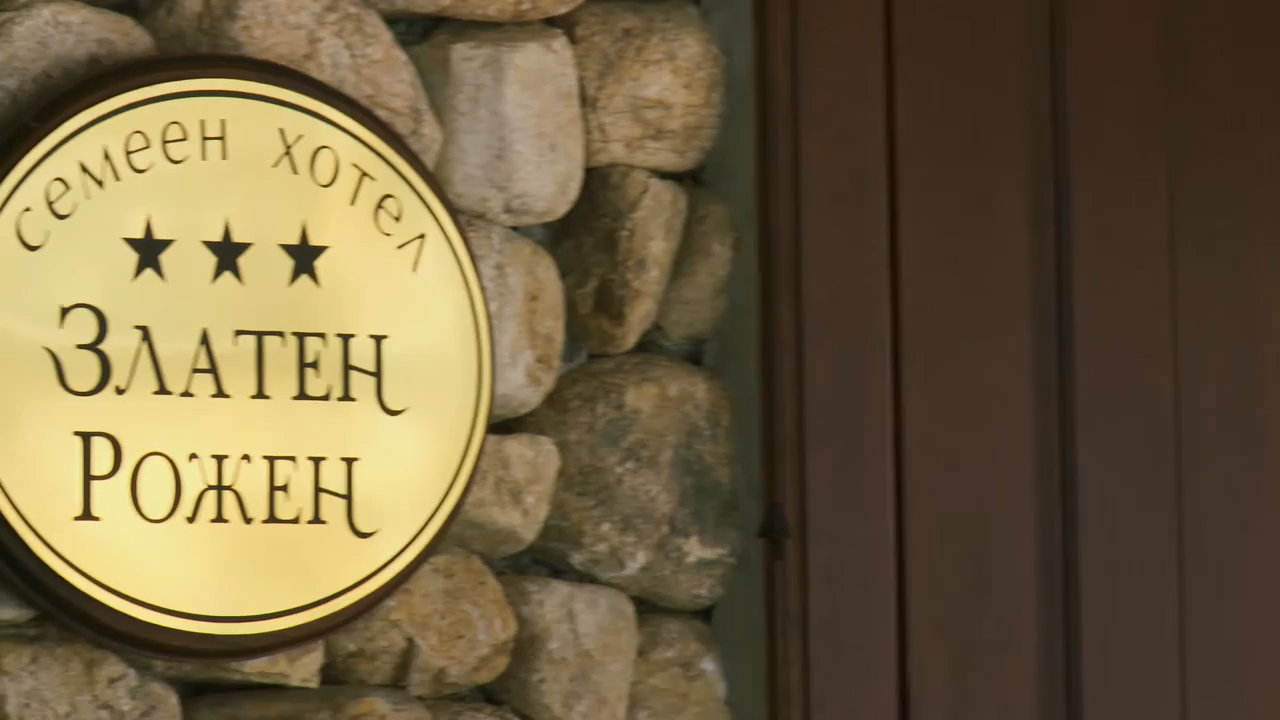 семеен хотел
★★★
Златен
Рожен